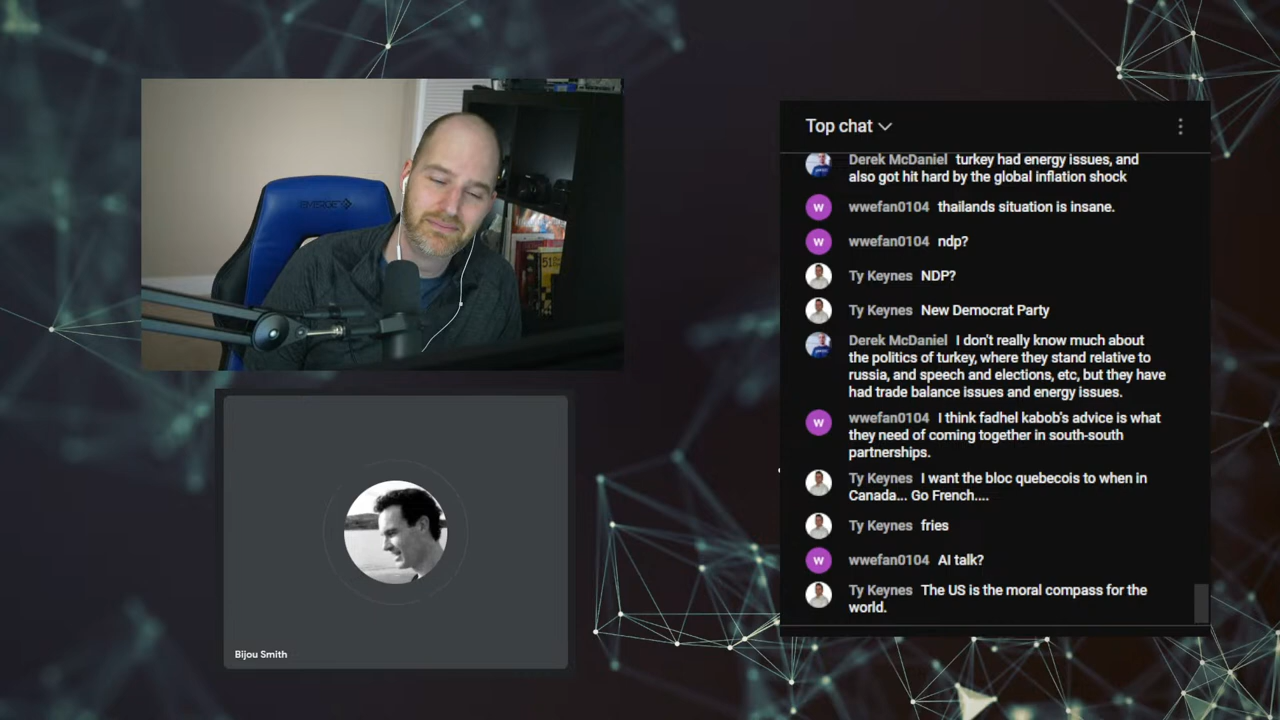 Top chat
Derek McDaniel turkey had energy issues, and
also got hit hard by the global inflation shock
W wwefan0104 thailands situation is insane.
W wwefan0104 ndp?
Ty Keynes NDP?
Ty Keynes New Democrat Party
Derek McDaniel I don't really know much about
the politics of turkey, where they stand relative to
russia, and speech and elections, etc, but they have
had trade balance issues and energy issues.
W wwefan0104 I think fadhel kabob's advice is what
they need of coming together in south-south
partnerships.
Ty Keynes I want the bloc quebecois to when in
Canada... Go French....
Ty Keynes fries
W wwefan0104 AI talk?
Ty Keynes The US is the moral compass for the
world.
51
Bijou Smith